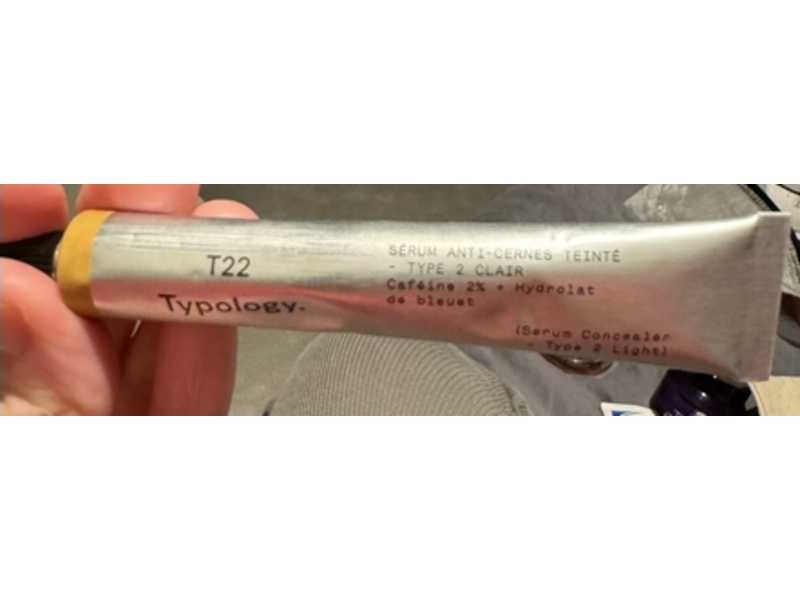 T22
Typology.
SÉRUM ANTI-CERNES TEINTÉ
- TYPE 2 CLAIR
Caféine 2% + Hydrolat
de bleuet
(Serum Concealer
- Type 2 Light)